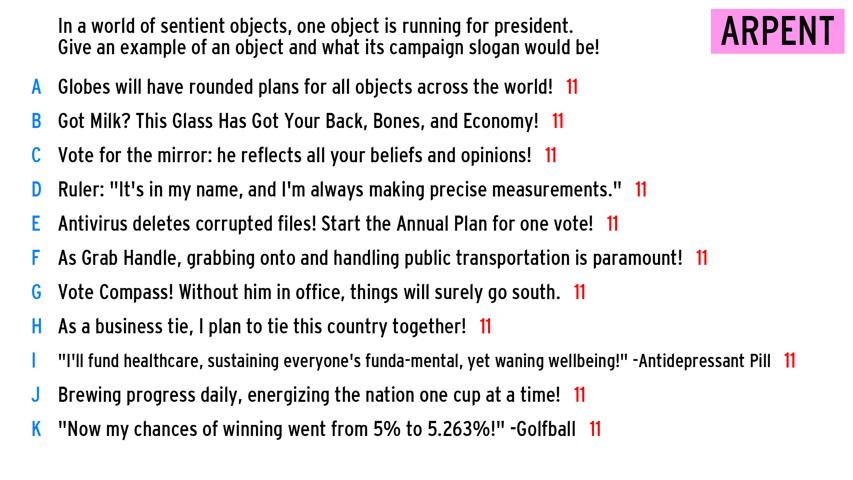 In a world of sentient objects, one object is running for president.
Give an example of an object and what its campaign slogan would be!
ARPENT
A Globes will have rounded plans for all objects across the world! 11
B Got Milk? This Glass Has Got Your Back, Bones, and Economy! 11
C Vote for the mirror: he reflects all your beliefs and opinions! 11
D Ruler: "It's in my name, and I'm always making precise measurements." 11
E Antivirus deletes corrupted files! Start the Annual Plan for one vote! 11
F As Grab Handle, grabbing onto and handling public transportation is paramount! 11
G Vote Compass! Without him in office, things will surely go south. 11
H As a business tie, I plan to tie this country together! 11
I "I'll fund healthcare, sustaining everyone's funda-mental, yet waning wellbeing!" -Antidepressant Pill 11
J Brewing progress daily, energizing the nation one cup at a time! 11
K "Now my chances of winning went from 5% to 5.263%!" -Golfball 11